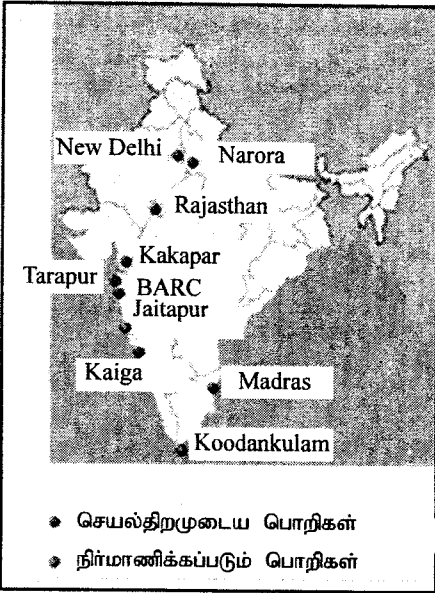 New Delhi
Narora
Rajasthan
Kakapar
Tarapur
BARC
Jaitapur
Kaiga
Madras
Koodankulam
செயல்திறமுடைய பொறிகள்
நிர்மாணிக்கப்படும் பொறிகள்